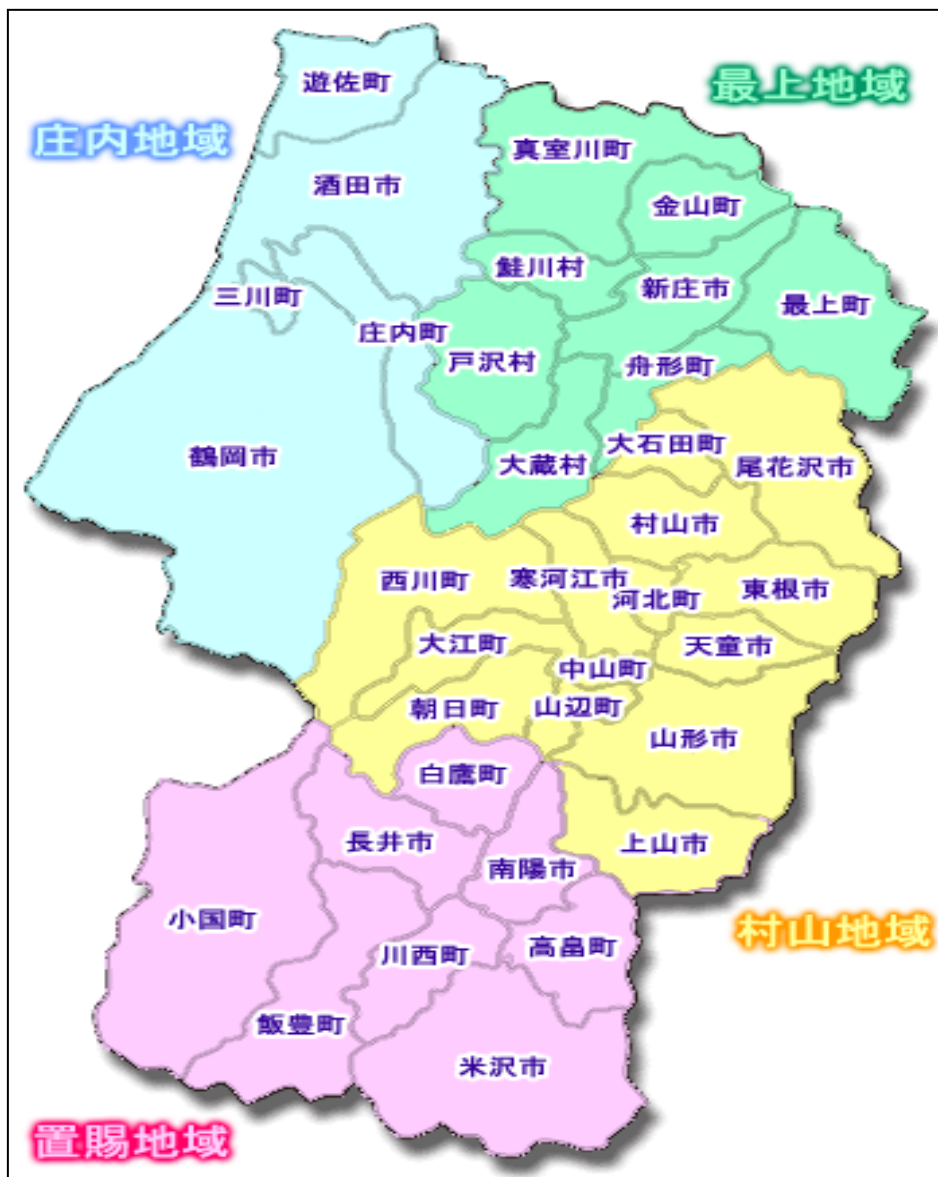 遊佐町
最上地域
庄内地域
真室川町
酒田市
金山町
鮭川村
新庄市
三川町
最上町
庄内町
戸沢村
舟形町
大石田町
鶴岡市
大蔵村
尾花沢市
村山市
西川町
寒河江市
河北町
東根市
大江町
天童市
中山町
朝日町
山辺町
山形市
白鷹町
長井市
上山市
南陽市
小国町
村山地域
川西町
高畠町
飯豊町
米沢市
置賜地域